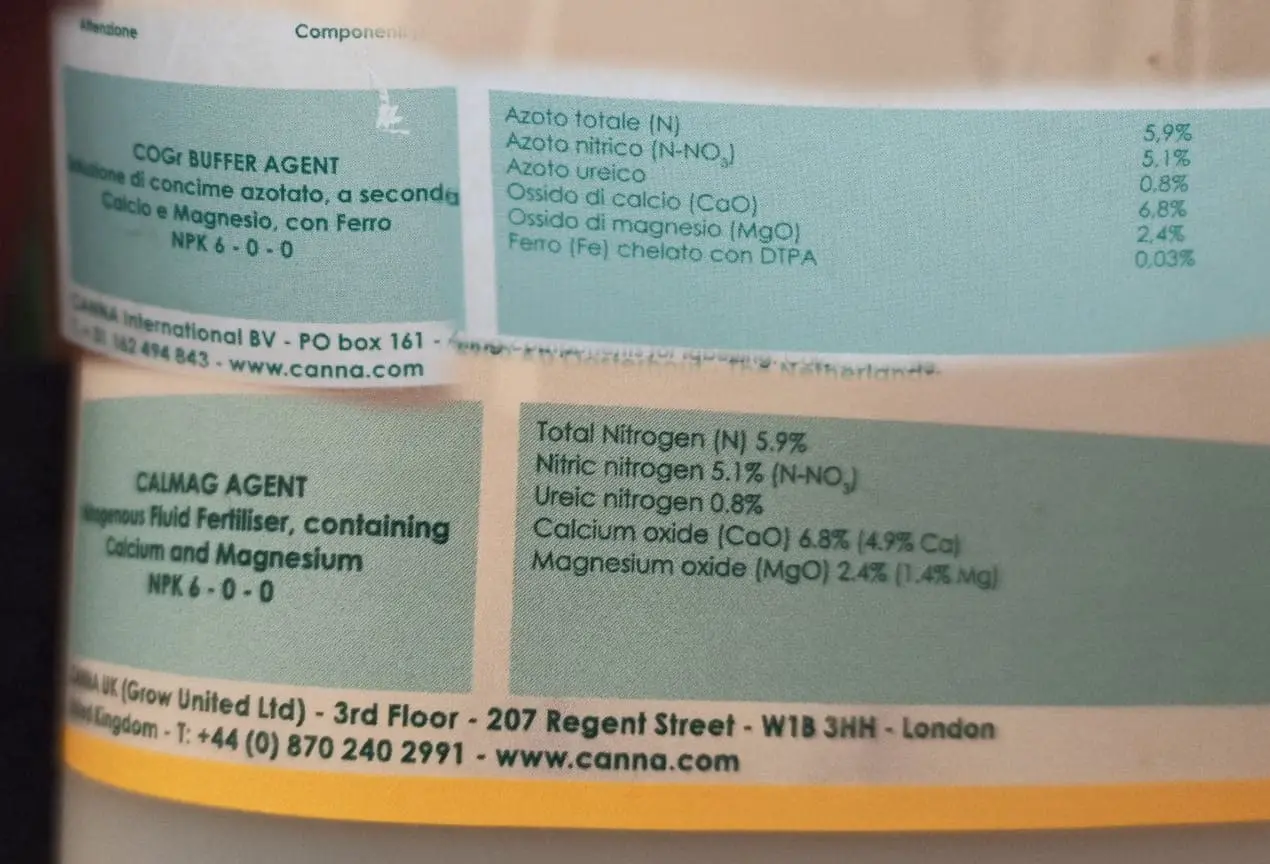 Attenzione
Componenti
COGr BUFFER AGENT
di concime azotato, a seconda
Calcio e Magnesio, con Ferro
NPK 6 - 0 - 0
Azoto totale (N) 5,9%
Azoto nitrico (N-NO₃) 5,1%
Azoto ureico 0,8%
Ossido di calcio (CaO) 6,8%
Ossido di magnesio (MgO) 2,4%
Ferro (Fe) chelato con DTPA 0,03%
CANNA International BV - PO box 161 -
162 494 843 - www.canna.com
The Netherlands
CALMAG AGENT
Fluid Fertiliser, containing
Calcium and Magnesium
NPK 6 - 0 - 0
Total Nitrogen (N) 5.9%
Nitric nitrogen 5.1% (N-NO₃)
Ureic nitrogen 0.8%
Calcium oxide (CaO) 6.8% (4.9% Ca)
Magnesium oxide (MgO) 2.4% (1.4% Mg)
CANNA UK (Grow United Ltd) - 3rd Floor - 207 Regent Street - W1B 3HH - London
Kingdom - T: +44 (0) 870 240 2991 - www.canna.com